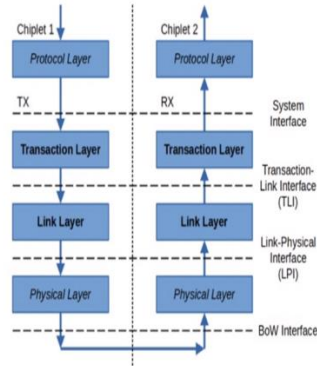 Chiplet 1
Chiplet 2
Protocol Layer
Protocol Layer
TX
RX
System
Interface
Transaction Layer
Transaction Layer
Transaction-
Link Interface
(TLI)
Link Layer
Link Layer
Link-Physical
Interface
(LPI)
Physical Layer
Physical Layer
BoW Interface